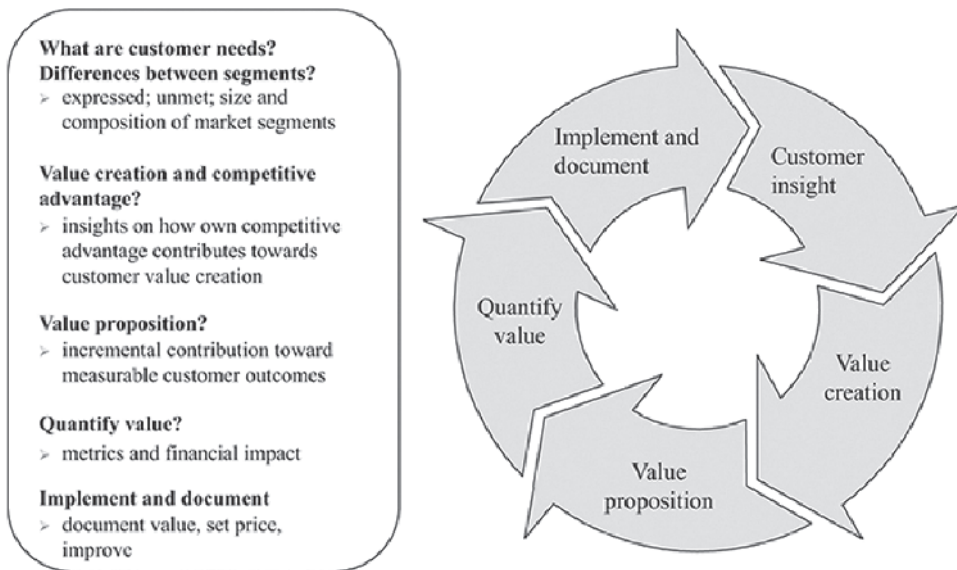 What are customer needs?
Differences between segments?
➢ expressed; unmet; size and
composition of market segments
Value creation and competitive
advantage?
➢ insights on how own competitive
advantage contributes towards
customer value creation
Value proposition?
➢ incremental contribution toward
measurable customer outcomes
Quantify value?
➢ metrics and financial impact
Implement and document
➢ document value, set price,
improve
Implement and
document
Customer
insight
Value
creation
Value
proposition
Quantify
value